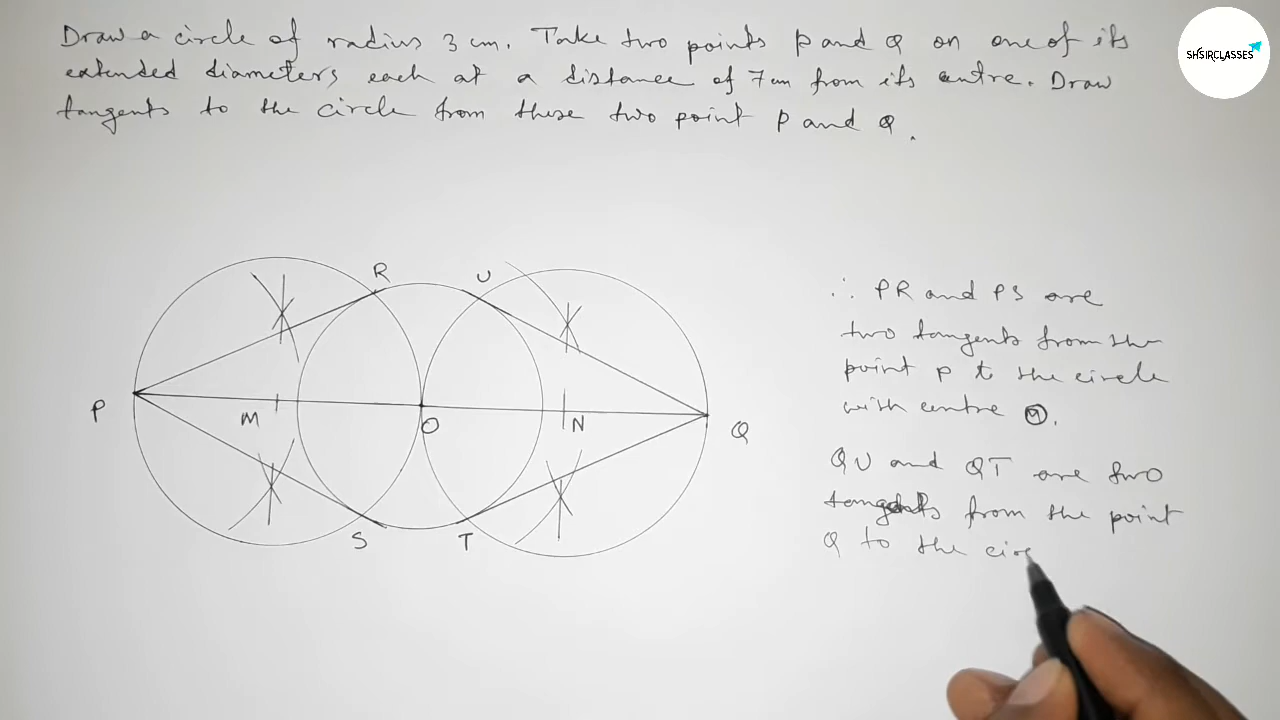 Draw a circle of radius 3 cm. Take two points P and Q on one of its
extended diameters each at a distance of 7cm from its centre. Draw
tangents to the circle from these two point P and Q.
SHSIRCLASSES
R
U
P
M
O
N
Q
S
T
∴ PR and PS are
two tangents from the
point P to the circle
with centre
QU and QT are two
tangents from the point
Q to the circ